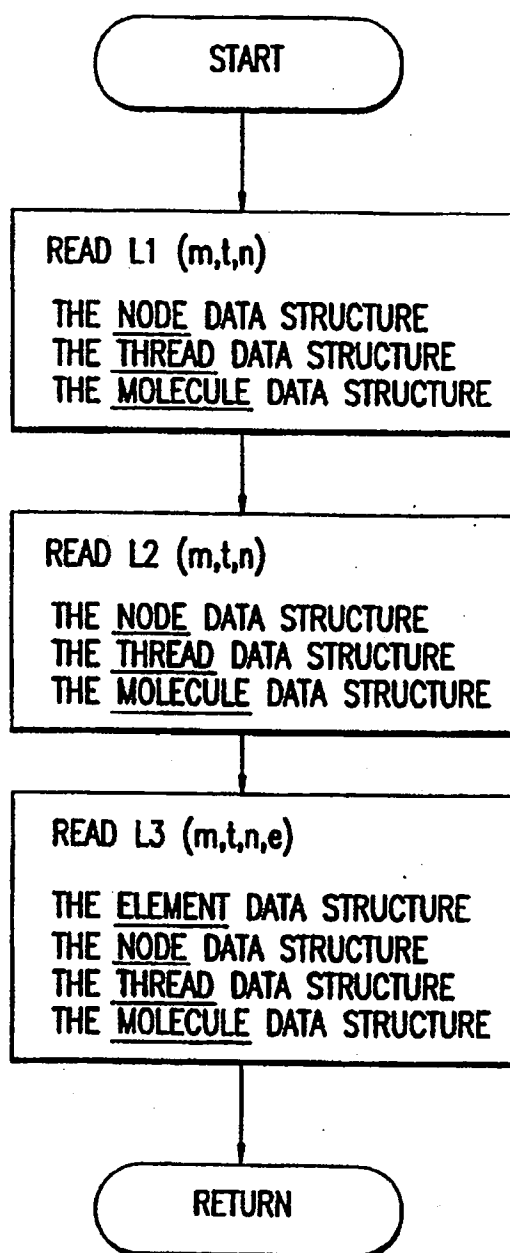 START
READ L1 (m,t,n)
THE NODE DATA STRUCTURE
THE THREAD DATA STRUCTURE
THE MOLECULE DATA STRUCTURE
READ L2 (m,t,n)
THE NODE DATA STRUCTURE
THE THREAD DATA STRUCTURE
THE MOLECULE DATA STRUCTURE
READ L3 (m,t,n,e)
THE ELEMENT DATA STRUCTURE
THE NODE DATA STRUCTURE
THE THREAD DATA STRUCTURE
THE MOLECULE DATA STRUCTURE
RETURN